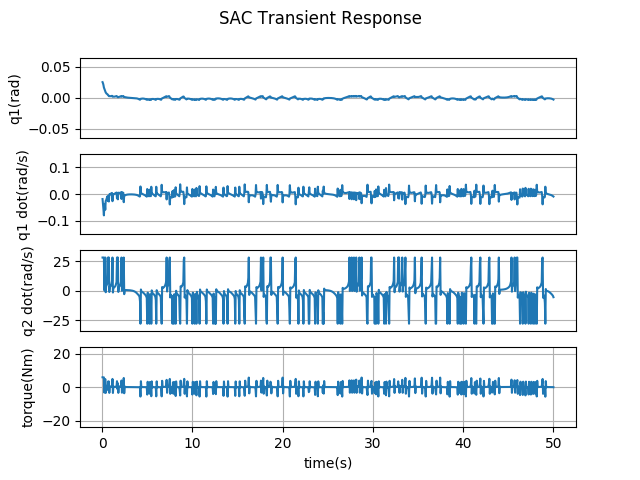 SAC Transient Response
q1(rad)
0.05
0.00
−0.05
q1 dot(rad/s)
0.1
0.0
−0.1
q2 dot(rad/s)
25
0
−25
torque(Nm)
20
0
−20
0 10 20 30 40 50
time(s)